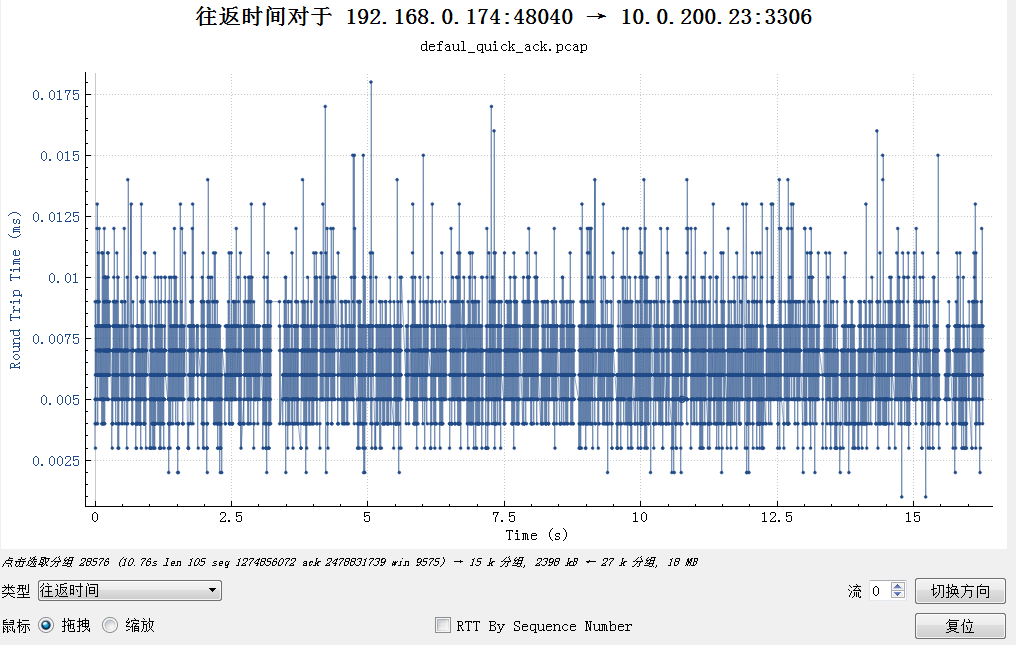 往返时间对于 192.168.0.174:48040 → 10.0.200.23:3306
defaul_quick_ack.pcap
0.0175
0.015
0.0125
0.01
0.0075
0.005
0.0025
Round Trip Time (ms)
0 2.5 5 7.5 10 12.5 15
Time (s)
点击选取分组 28576 (10.76s len 105 seq 1274856072 ack 2478831739 win 9575) → 15 k 分组, 2398 kB ← 27 k 分组, 18 MB
类型 往返时间 流 0 切换方向
鼠标 拖拽 缩放 RTT By Sequence Number 复位